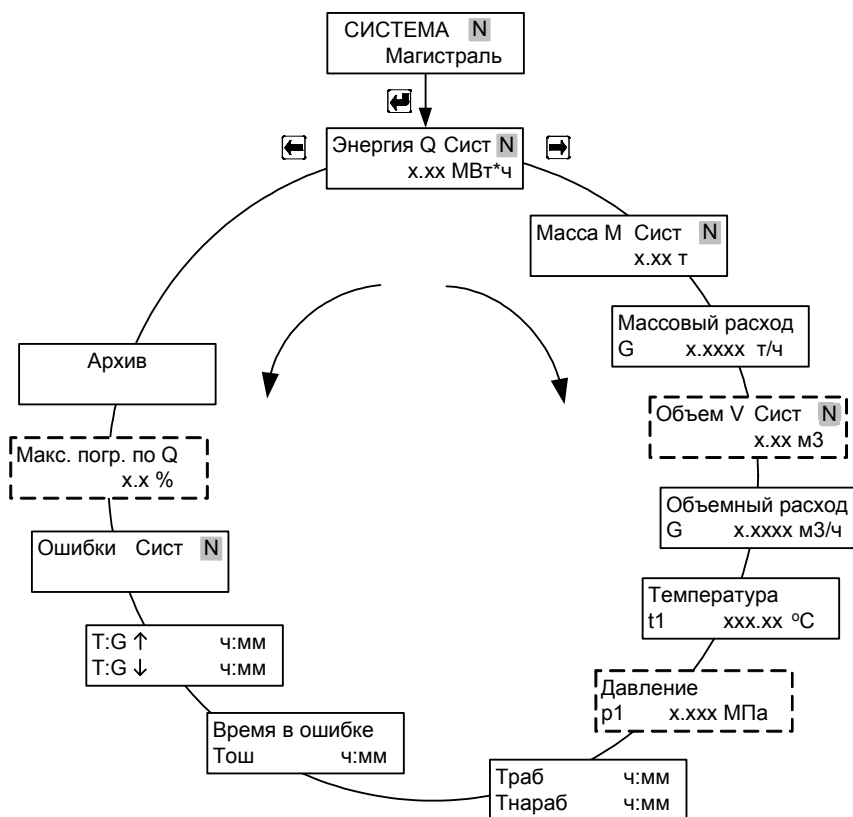 СИСТЕМА N
Магистраль
Энергия Q Сист N
x.xx МВт*ч
Масса М Сист N
x.xx т
Массовый расход
G x.xxxx т/ч
Объем V Сист N
x.xx м3
Объемный расход
G x.xxxx м3/ч
Температура
t1 xxx.xx ºC
Давление
p1 x.xxx МПа
Траб ч:мм
Тнараб ч:мм
Время в ошибке
Тош ч:мм
T:G ↑ ч:мм
T:G ↓ ч:мм
Ошибки Сист N
Макс. погр. по Q
x.x %
Архив